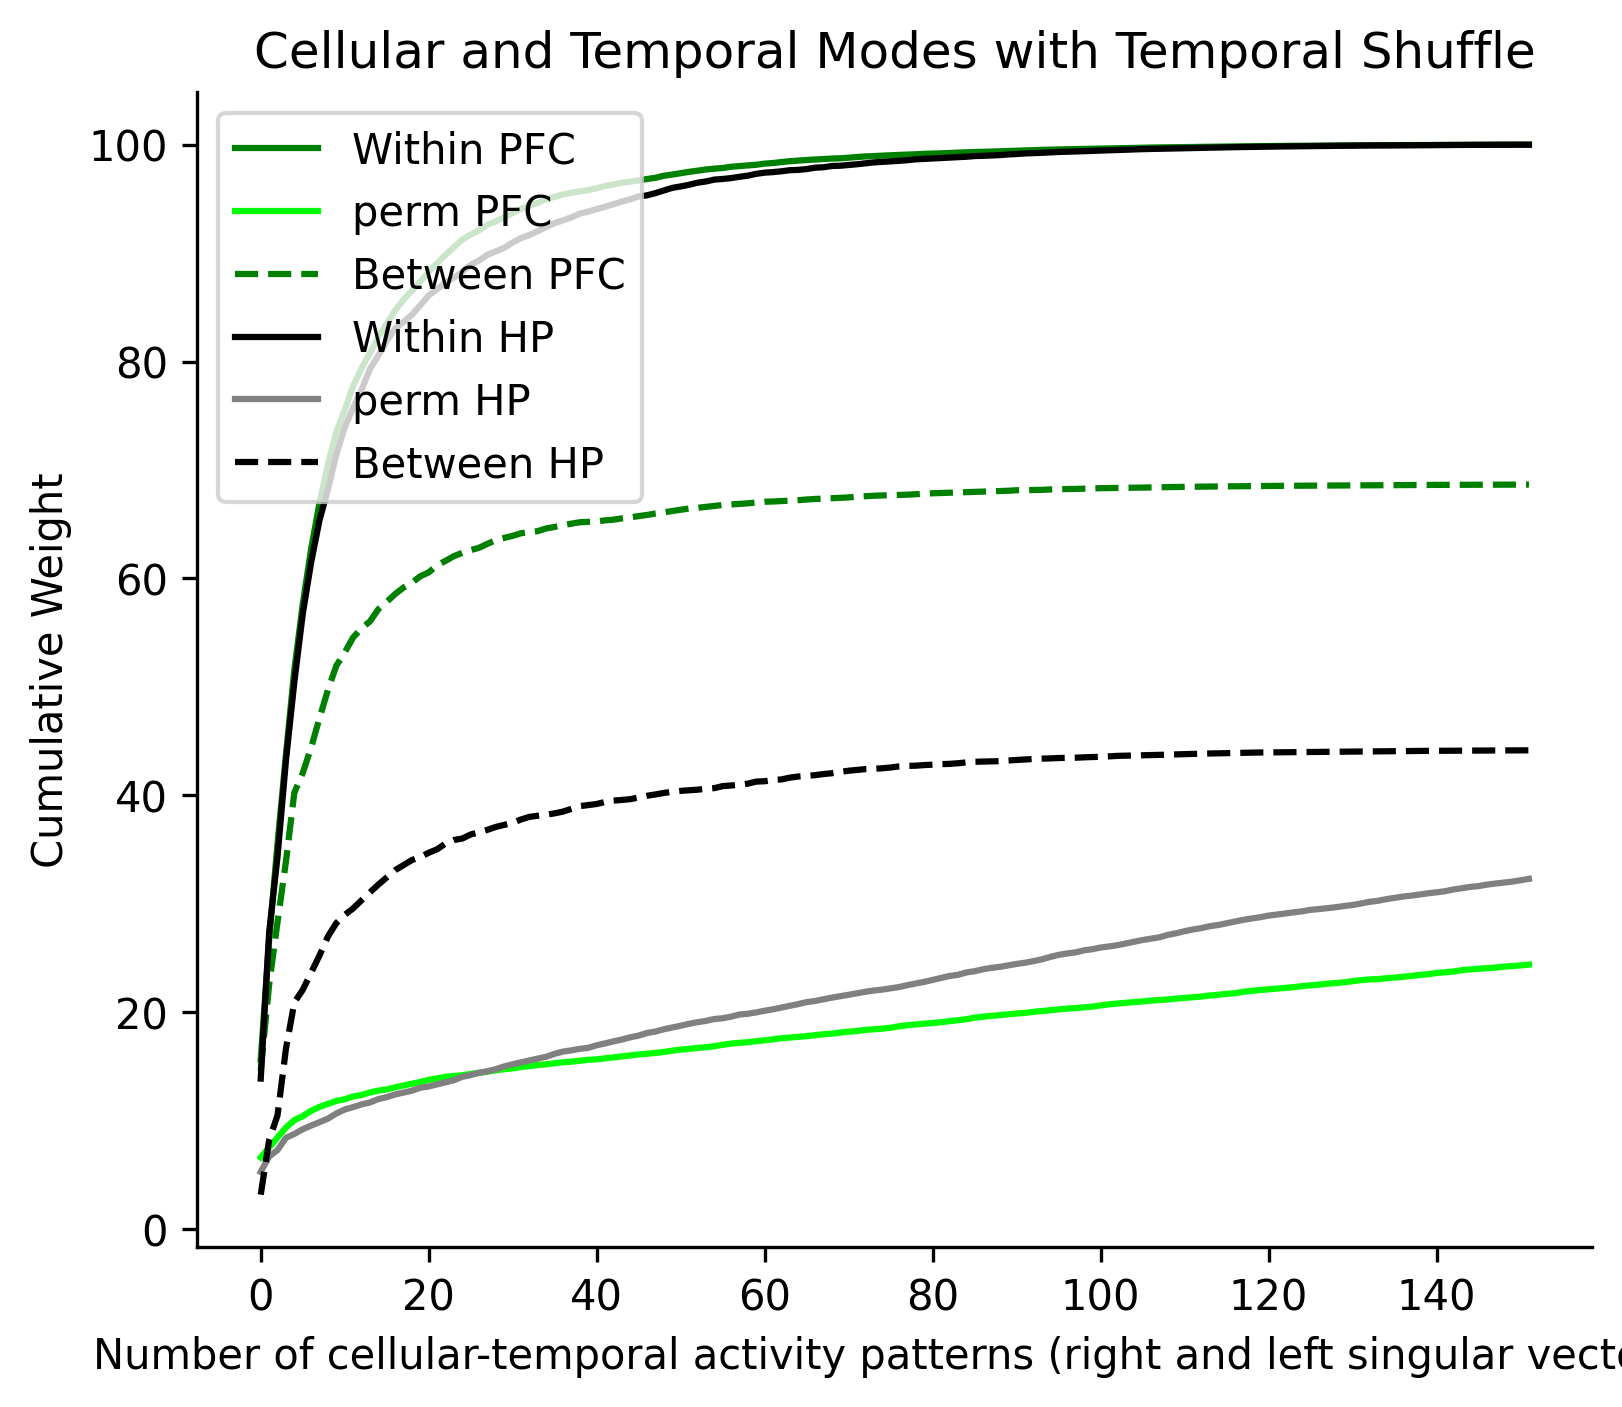 Cellular and Temporal Modes with Temporal Shuffle
Within PFC
perm PFC
Between PFC
Within HP
perm HP
Between HP
Cumulative Weight
100
80
60
40
20
0
0 20 40 60 80 100 120 140
Number of cellular-temporal activity patterns (right and left singular